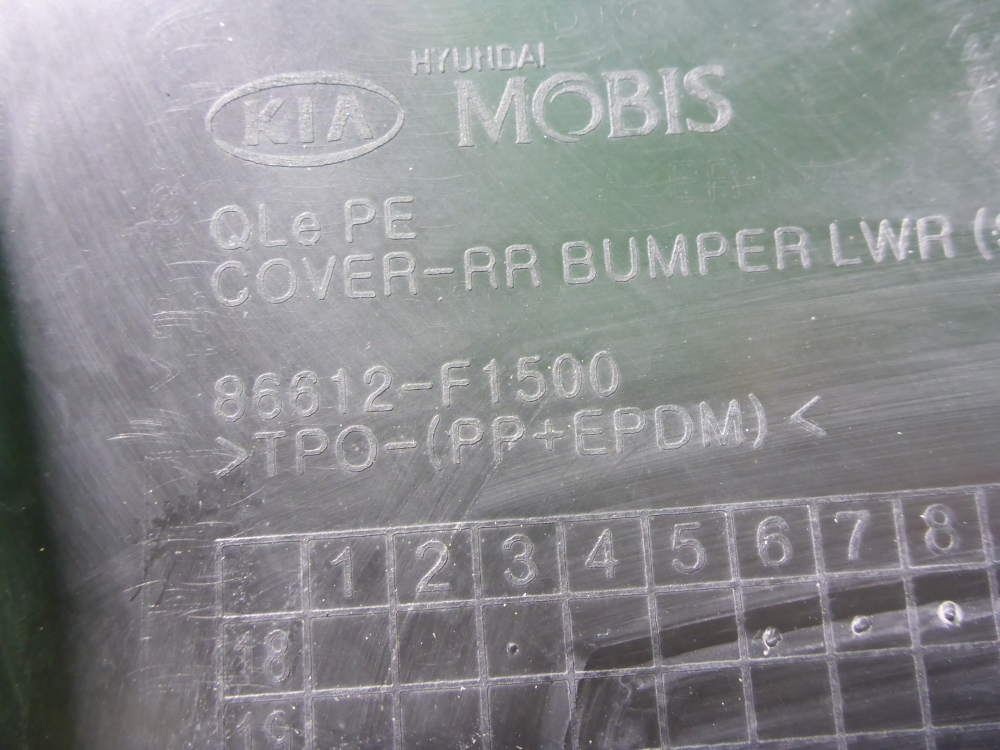 HYUNDAI
KIA MOBIS
QLe PE
COVER-RR BUMPER LWR (
86612-F1500
>TPO-(PP+EPDM)<
1 2 3 4 5 6 7 8
18
19